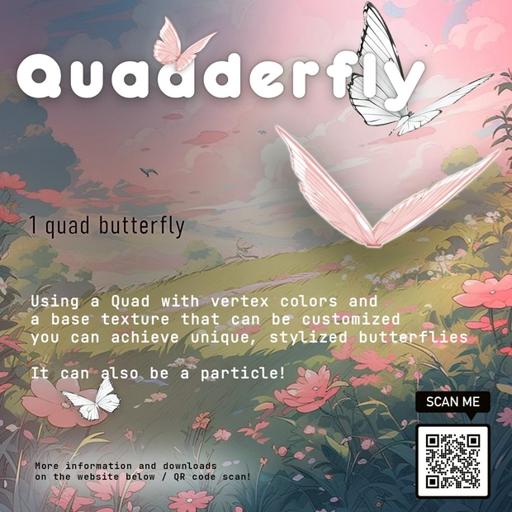 Quadderfly
1 quad butterfly
Using a Quad with vertex colors and
a base texture that can be customized
you can achieve unique, stylized butterflies
It can also be a particle!
SCAN ME
More information and downloads
on the website below / QR code scan!